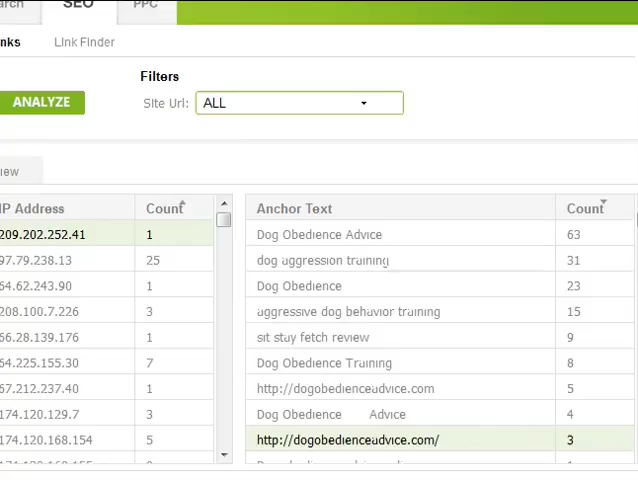 SEO
PPC
Link Finder
Filters
ANALYZE
Site Url: ALL
IP Address Count
209.202.252.41 1
97.79.238.13 25
64.62.243.90 1
208.100.7.226 3
66.28.139.176 1
64.225.155.30 7
67.212.237.40 1
174.120.129.7 3
174.120.168.154 5
Anchor Text Count
Dog Obedience Advice 63
dog aggression training 31
Dog Obedience 23
aggressive dog behavior training 15
sit stay fetch review 9
Dog Obedience Training 8
http://dogobedienceadvice.com 5
Dog Obedience Advice 4
http://dogobedienceadvice.com/ 3